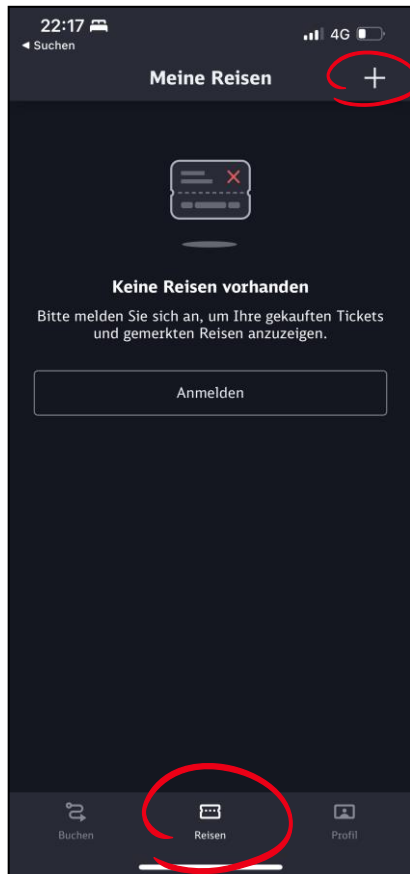 22:17
4G
◄ Suchen
Meine Reisen
Keine Reisen vorhanden
Bitte melden Sie sich an, um Ihre gekauften Tickets
und gemerkten Reisen anzuzeigen.
Anmelden
Buchen Reisen Profil